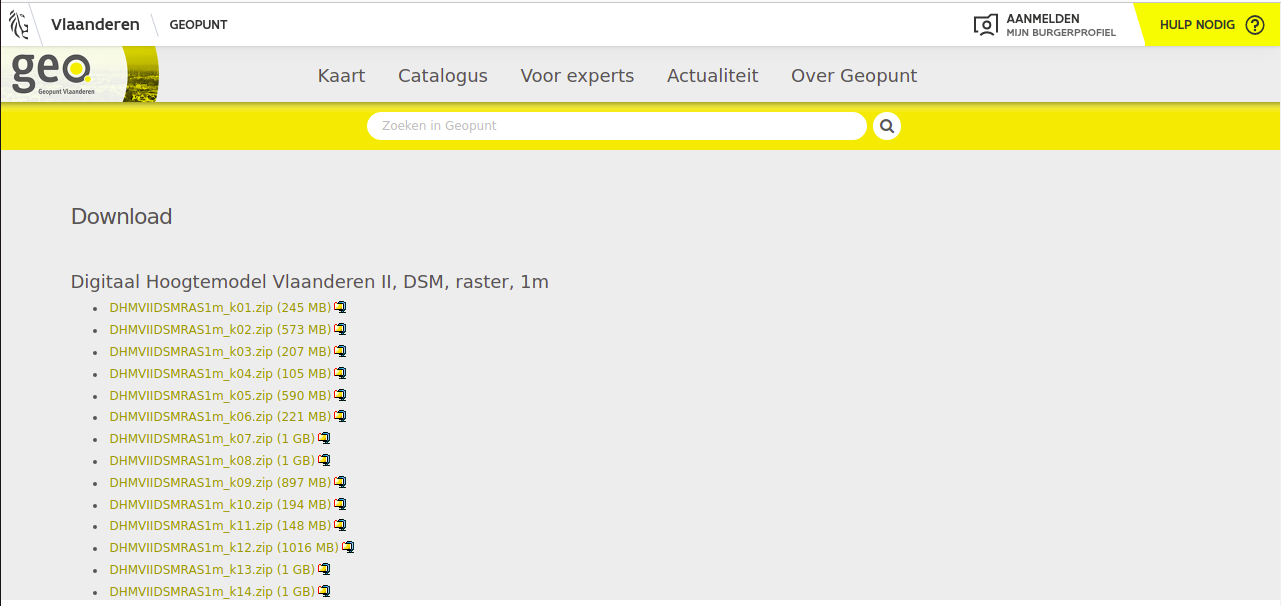 Vlaanderen GEOPUNT AANMELDEN HULP NODIG ?
MIJN BURGERPROFIEL
geo
Geopunt Vlaanderen
Kaart Catalogus Voor experts Actualiteit Over Geopunt
Zoeken in Geopunt
Download
Digitaal Hoogtemodel Vlaanderen II, DSM, raster, 1m
DHMVIIDSMRAS1m_k01.zip (245 MB)
DHMVIIDSMRAS1m_k02.zip (573 MB)
DHMVIIDSMRAS1m_k03.zip (207 MB)
DHMVIIDSMRAS1m_k04.zip (105 MB)
DHMVIIDSMRAS1m_k05.zip (590 MB)
DHMVIIDSMRAS1m_k06.zip (221 MB)
DHMVIIDSMRAS1m_k07.zip (1 GB)
DHMVIIDSMRAS1m_k08.zip (1 GB)
DHMVIIDSMRAS1m_k09.zip (897 MB)
DHMVIIDSMRAS1m_k10.zip (194 MB)
DHMVIIDSMRAS1m_k11.zip (148 MB)
DHMVIIDSMRAS1m_k12.zip (1016 MB)
DHMVIIDSMRAS1m_k13.zip (1 GB)
DHMVIIDSMRAS1m_k14.zip (1 GB)